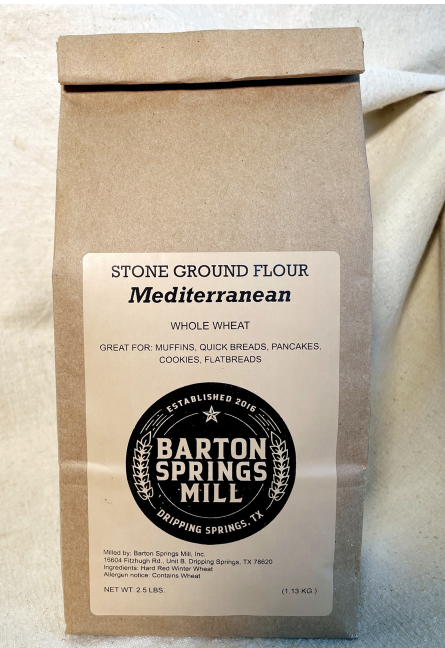 STONE GROUND FLOUR
Mediterranean
WHOLE WHEAT
GREAT FOR: MUFFINS, QUICK BREADS, PANCAKES,
COOKIES, FLATBREADS
ESTABLISHED 2016
BARTON
SPRINGS
MILL
DRIPPING SPRINGS, TX
Milled by: Barton Springs Mill, Inc.
16604 Fitzhugh Rd., Unit B, Dripping Springs, TX 78620
Ingredients: Hard Red Winter Wheat
Allergen notice: Contains Wheat
NET WT 2.5 LBS. (1.13 KG )